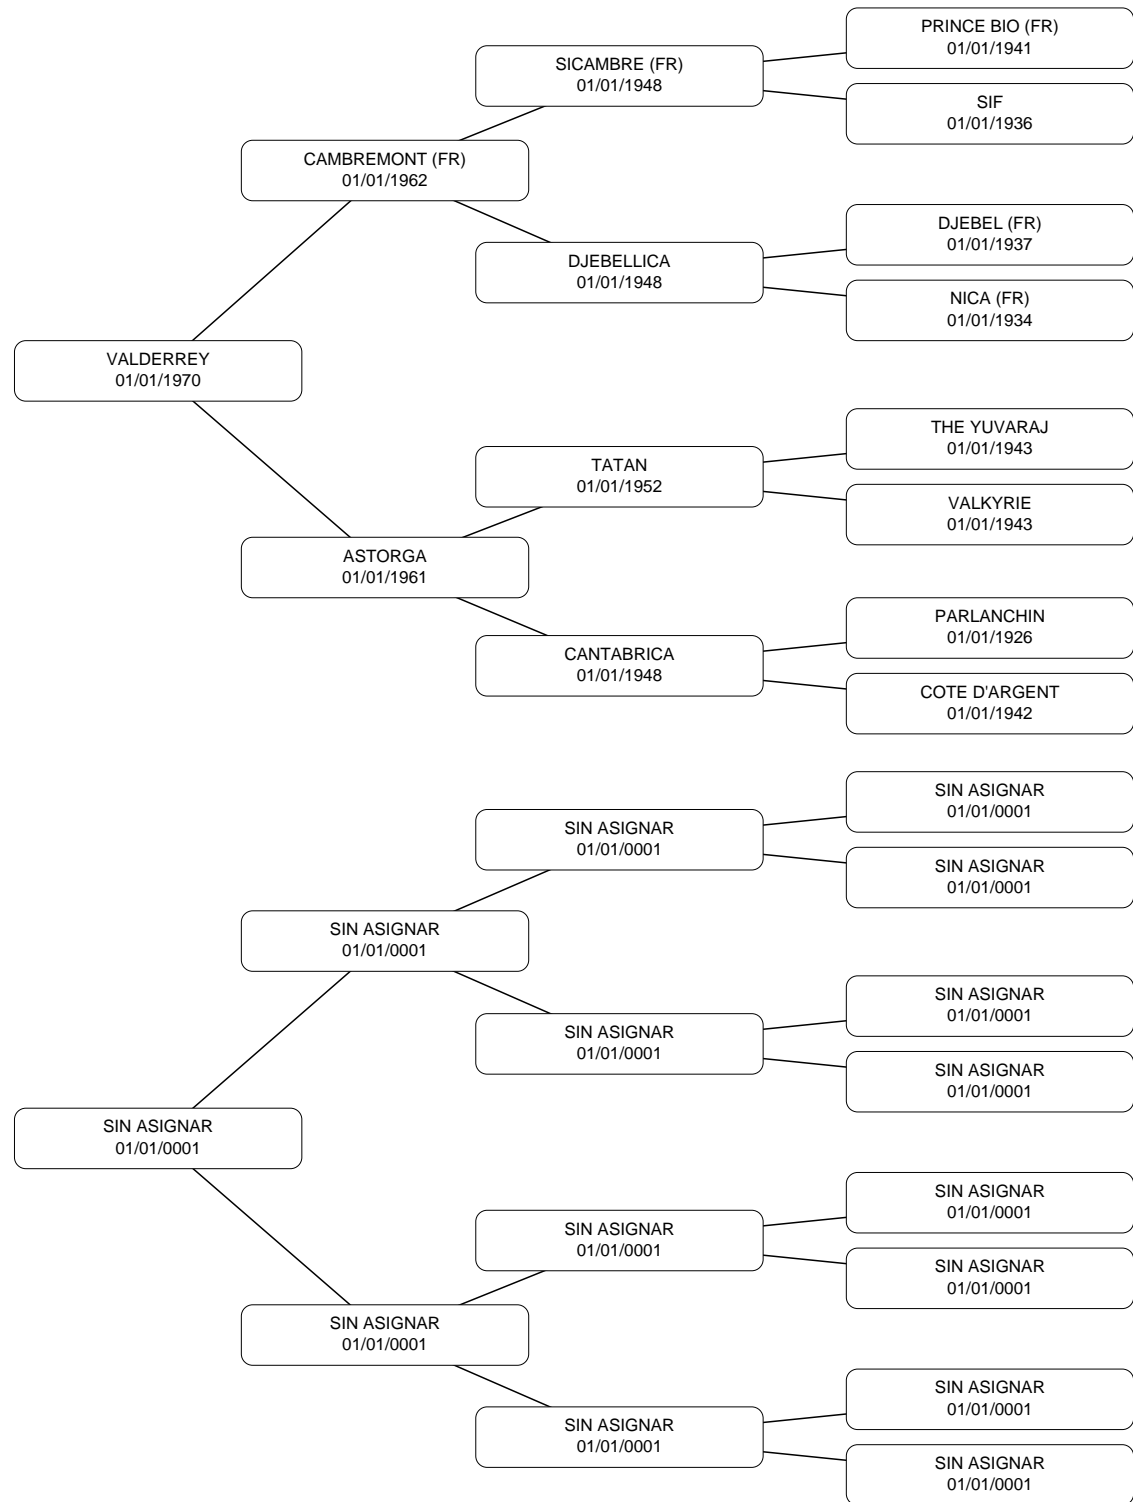 PRINCE BIO (FR)
01/01/1941
SICAMBRE (FR)
01/01/1948
SIF
01/01/1936
CAMBREMONT (FR)
01/01/1962
DJEBEL (FR)
01/01/1937
DJEBELLICA
01/01/1948
NICA (FR)
01/01/1934
VALDERREY
01/01/1970
THE YUVARAJ
01/01/1943
TATAN
01/01/1952
VALKYRIE
01/01/1943
ASTORGA
01/01/1961
PARLANCHIN
01/01/1926
CANTABRICA
01/01/1948
COTE D'ARGENT
01/01/1942
SIN ASIGNAR
01/01/0001
SIN ASIGNAR
01/01/0001
SIN ASIGNAR
01/01/0001
SIN ASIGNAR
01/01/0001
SIN ASIGNAR
01/01/0001
SIN ASIGNAR
01/01/0001
SIN ASIGNAR
01/01/0001
SIN ASIGNAR
01/01/0001
SIN ASIGNAR
01/01/0001
SIN ASIGNAR
01/01/0001
SIN ASIGNAR
01/01/0001
SIN ASIGNAR
01/01/0001
SIN ASIGNAR
01/01/0001
SIN ASIGNAR
01/01/0001
SIN ASIGNAR
01/01/0001